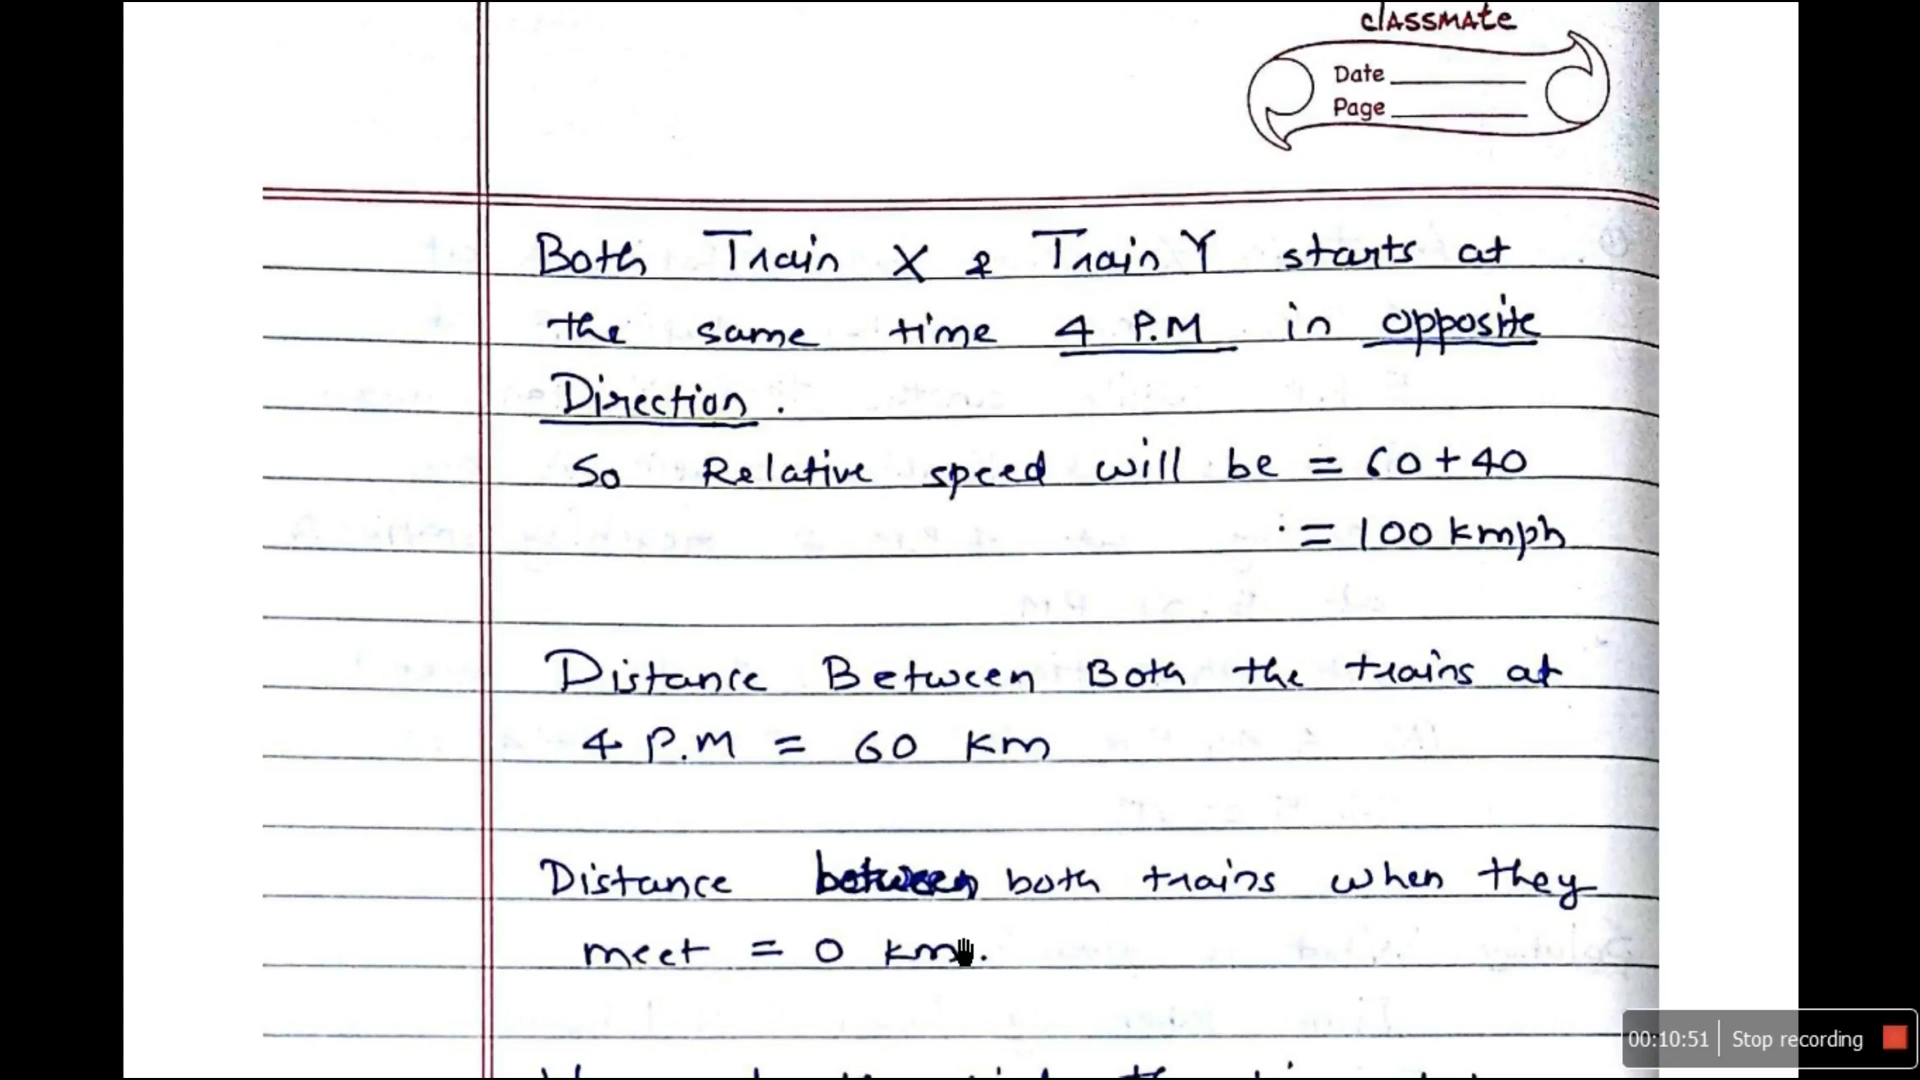 classmate
Date
Page
Both Train X & Train Y starts at
the same time 4 P.M in opposite
Direction.
So Relative speed will be = 60+40
= 100 kmph
Distance Between Both the trains at
4 P.M = 60 km
Distance between both trains when they
meet = 0 km.
00:10:51 Stop recording